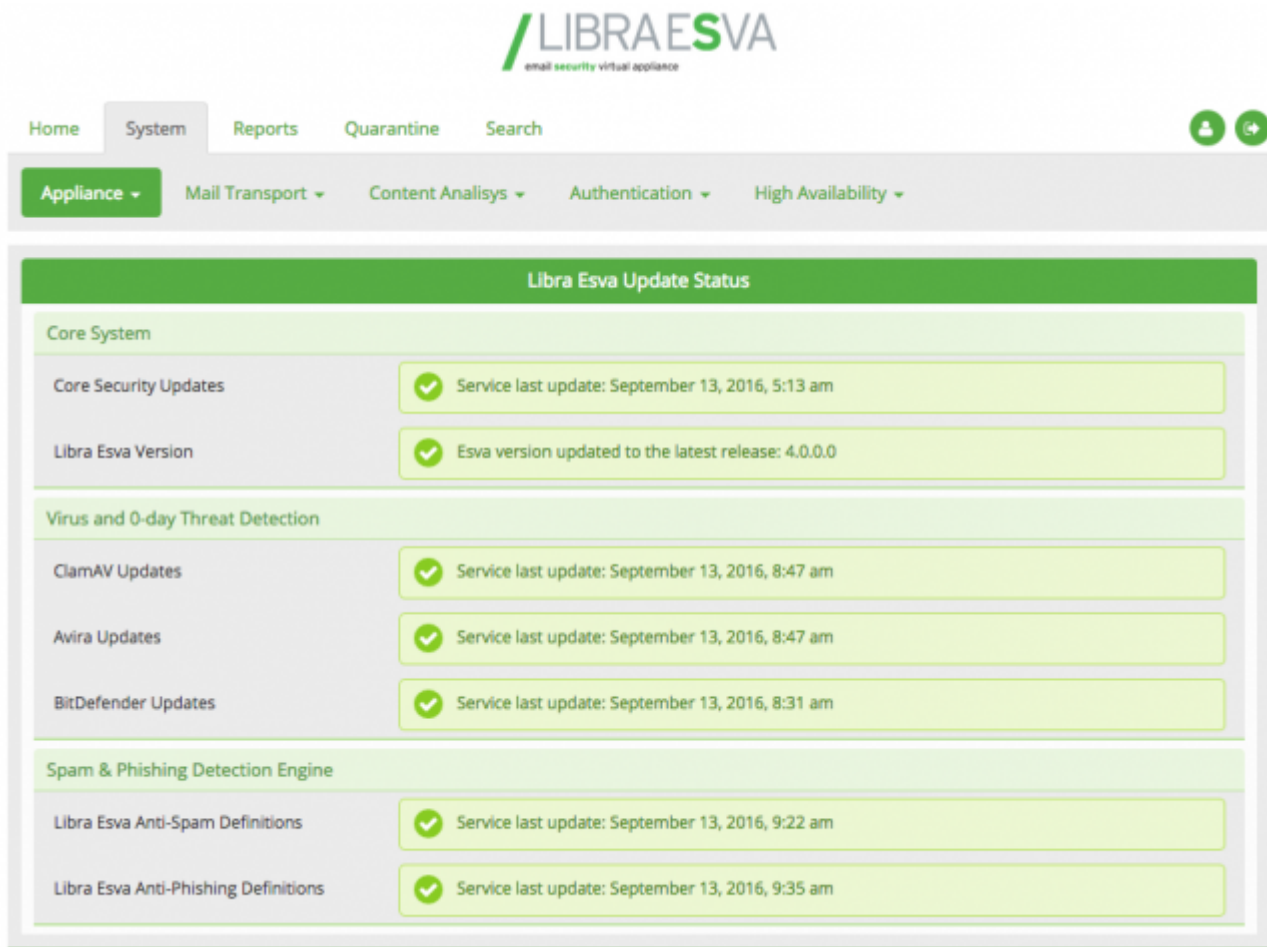 /LIBRAESVA
email security virtual appliance
Home System Reports Quarantine Search
Appliance Mail Transport Content Analisys Authentication High Availability
Libra Esva Update Status
Core System
Core Security Updates Service last update: September 13, 2016, 5:13 am
Libra Esva Version Esva version updated to the latest release: 4.0.0.0
Virus and 0-day Threat Detection
ClamAV Updates Service last update: September 13, 2016, 8:47 am
Avira Updates Service last update: September 13, 2016, 8:47 am
BitDefender Updates Service last update: September 13, 2016, 8:31 am
Spam & Phishing Detection Engine
Libra Esva Anti-Spam Definitions Service last update: September 13, 2016, 9:22 am
Libra Esva Anti-Phishing Definitions Service last update: September 13, 2016, 9:35 am